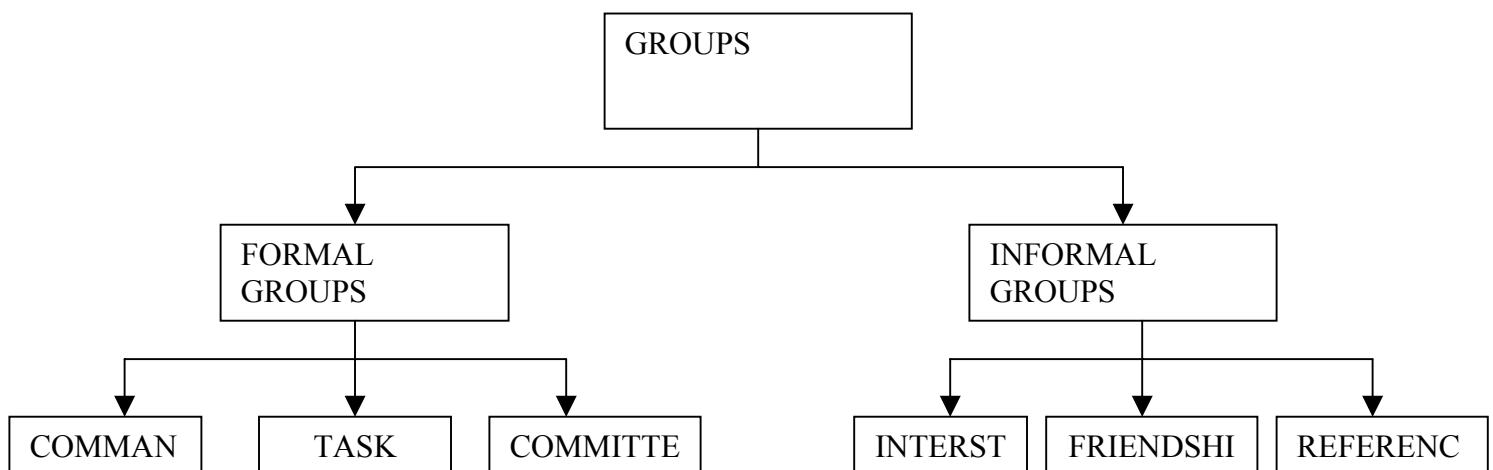 GROUPS
FORMAL
GROUPS
INFORMAL
GROUPS
COMMAN
TASK
COMMITTE
INTERST
FRIENDSHI
REFERENC